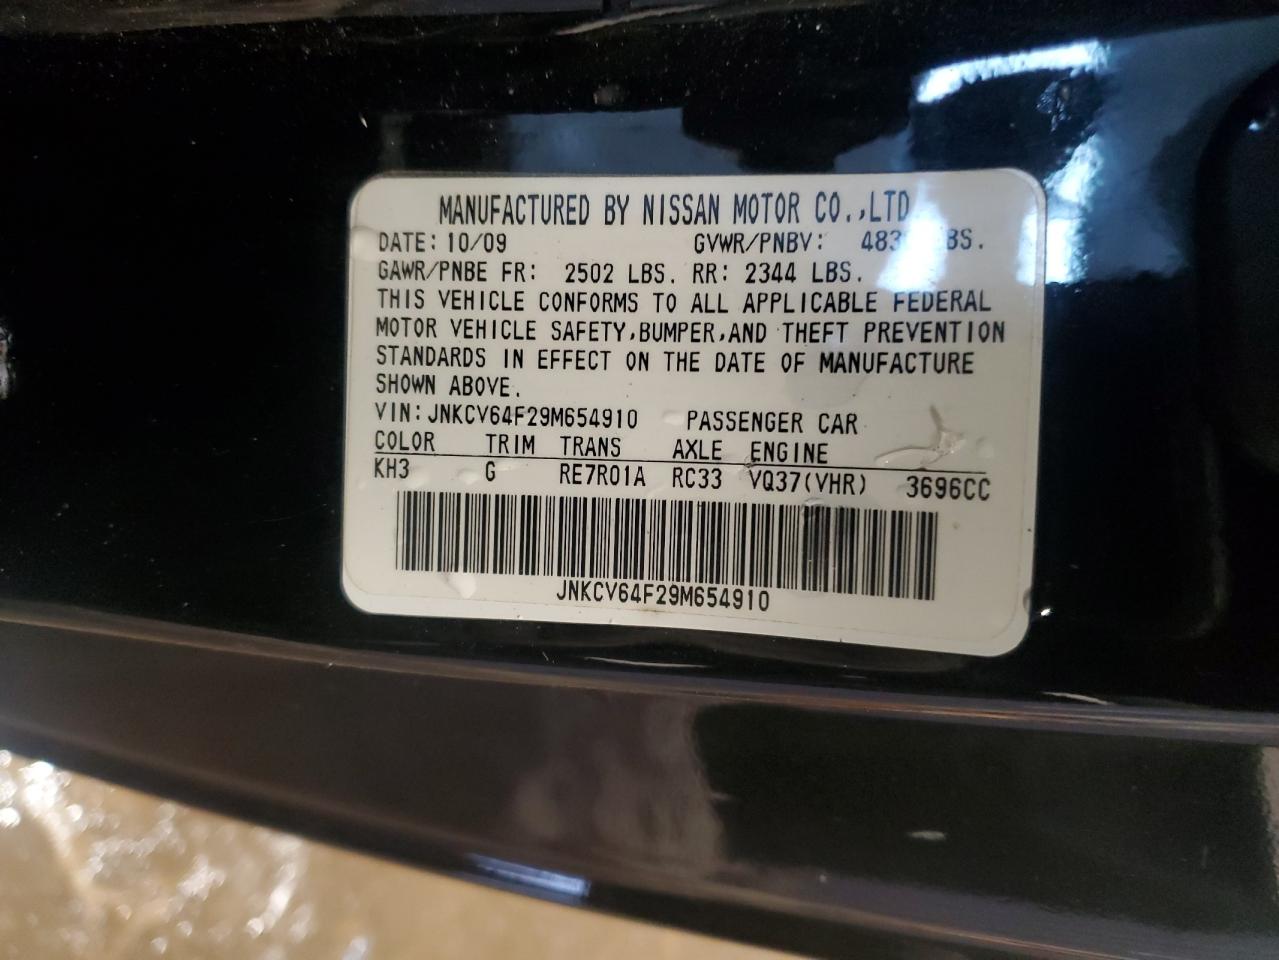 MANUFACTURED BY NISSAN MOTOR CO.,LTD
DATE: 10/09 GVWR/PNBV:
GAWR/PNBE FR: 2502 LBS. RR: 2344 LBS.
THIS VEHICLE CONFORMS TO ALL APPLICABLE FEDERAL
MOTOR VEHICLE SAFETY,BUMPER,AND THEFT PREVENTION
STANDARDS IN EFFECT ON THE DATE OF MANUFACTURE
SHOWN ABOVE.
VIN: JNKCV64F29M654910 PASSENGER CAR
COLOR TRIM TRANS AXLE ENGINE
KH3 G RE7R01A RC33 VQ37(VHR) 3696CC
JNKCV64F29M654910